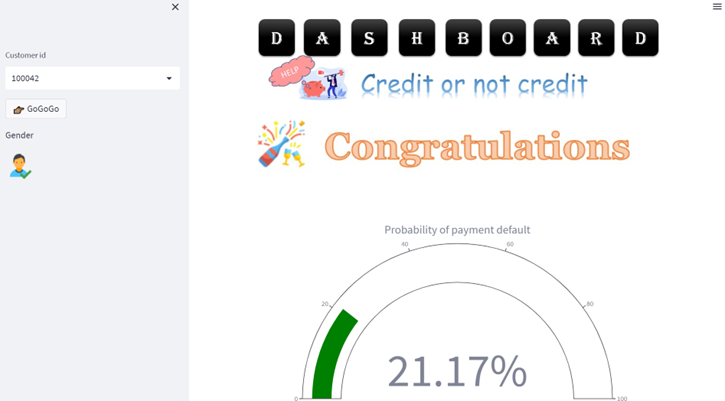 Customer id
100042
GoGoGo
Gender
DASHBOARD
HELP
Credit or not credit
Congratulations
Probability of payment default
40
60
20
80
21.17%
0
100